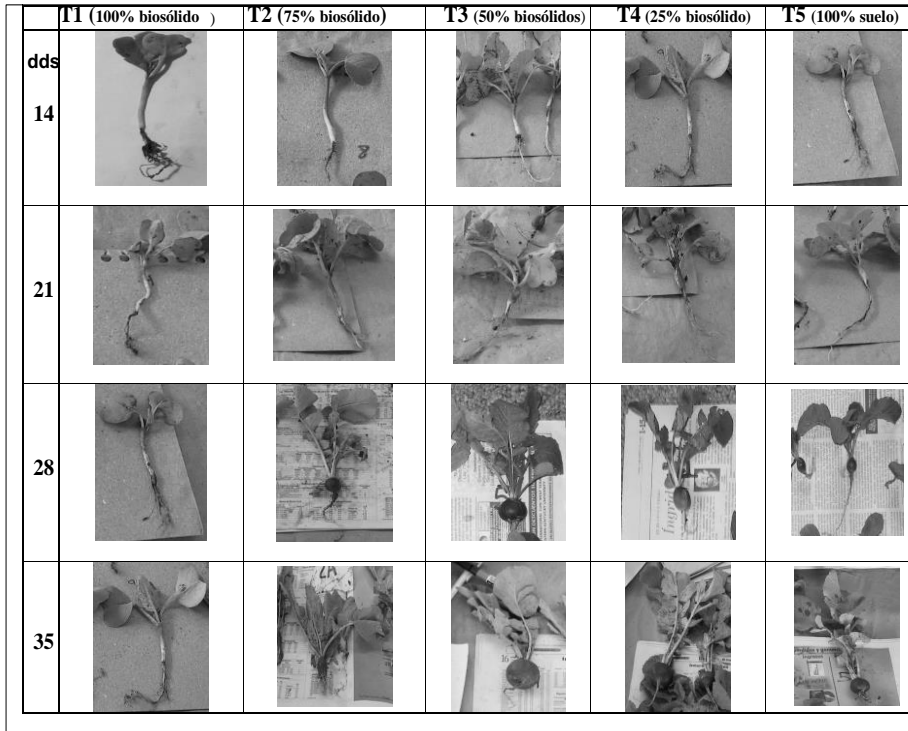 T1 (100% biosólido )
T2 (75% biosólido)
T3 (50% biosólidos)
T4 (25% biosólido)
T5 (100% suelo)
dds
14
8
21
28
35